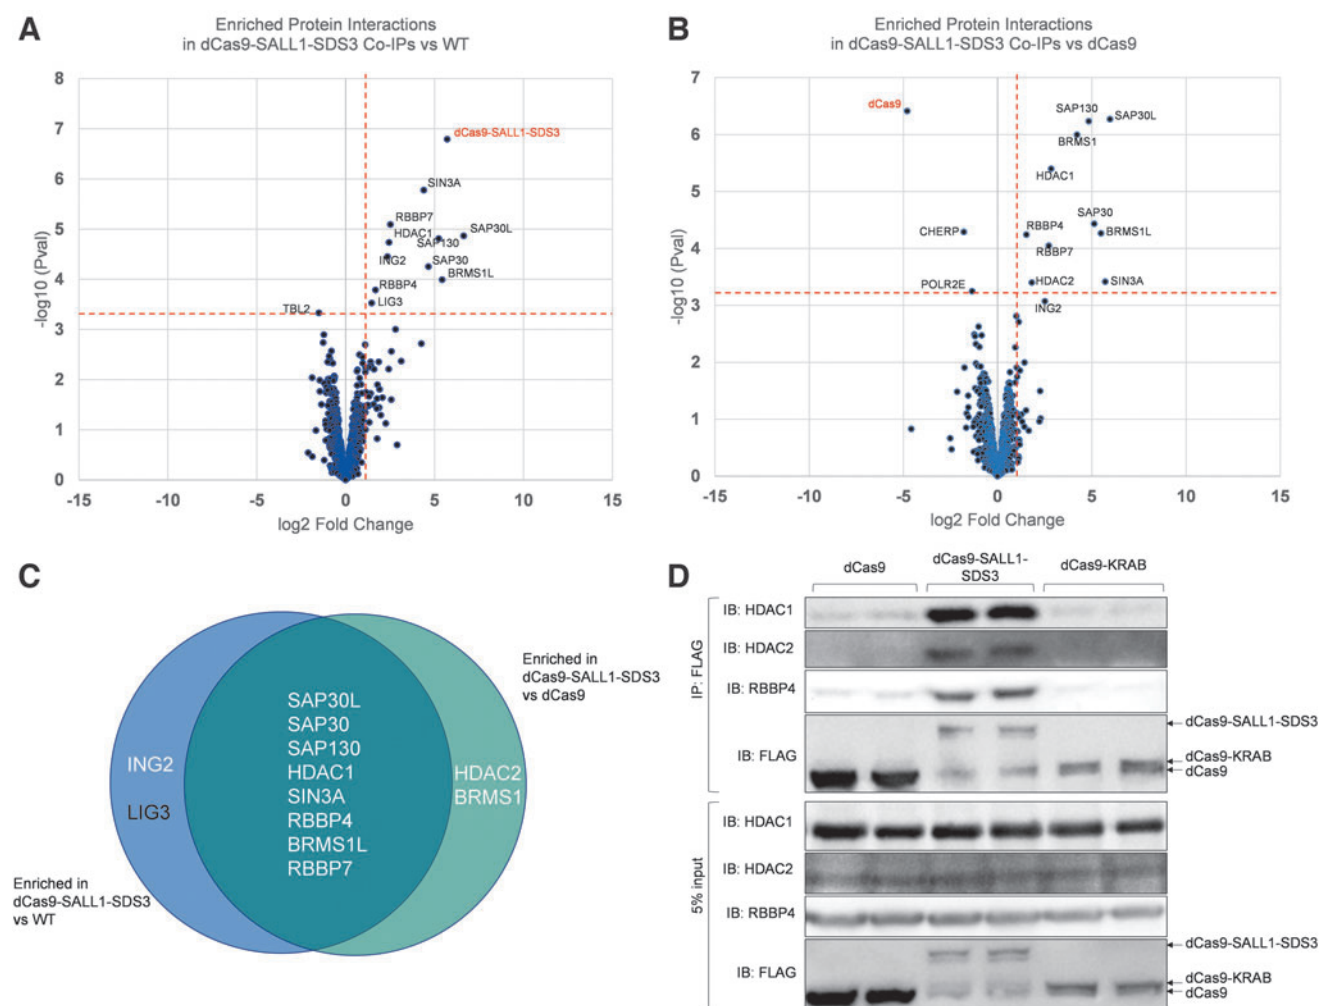 A
Enriched Protein Interactions
in dCas9-SALL1-SDS3 Co-IPs vs WT
8
7
6
5
4
3
2
1
0
-15
-10
-5
0
5
10
15
-log10 (Pval)
log2 Fold Change
dCas9-SALL1-SDS3
SIN3A
RBBP7
HDAC1
SAP30L
SAP130
ING2
SAP30
BRMS1L
RBBP4
LIG3
TBL2
B
Enriched Protein Interactions
in dCas9-SALL1-SDS3 Co-IPs vs dCas9
7
6
5
4
3
2
1
0
-15
-10
-5
0
5
10
15
-log10 (Pval)
log2 Fold Change
dCas9
SAP130
SAP30L
BRMS1
HDAC1
SAP30
CHERP
RBBP4
BRMS1L
RBBP7
POLR2E
HDAC2
SIN3A
ING2
C
Enriched in
dCas9-SALL1-SDS3
vs dCas9
SAP30L
SAP30
SAP130
HDAC1
SIN3A
RBBP4
BRMS1L
RBBP7
ING2
LIG3
HDAC2
BRMS1
Enriched in
dCas9-SALL1-SDS3
vs WT
D
dCas9
dCas9-SALL1-
SDS3
dCas9-KRAB
IP: FLAG
IB: HDAC1
IB: HDAC2
IB: RBBP4
IB: FLAG
dCas9-SALL1-SDS3
dCas9-KRAB
dCas9
5% input
IB: HDAC1
IB: HDAC2
IB: RBBP4
IB: FLAG
dCas9-SALL1-SDS3
dCas9-KRAB
dCas9